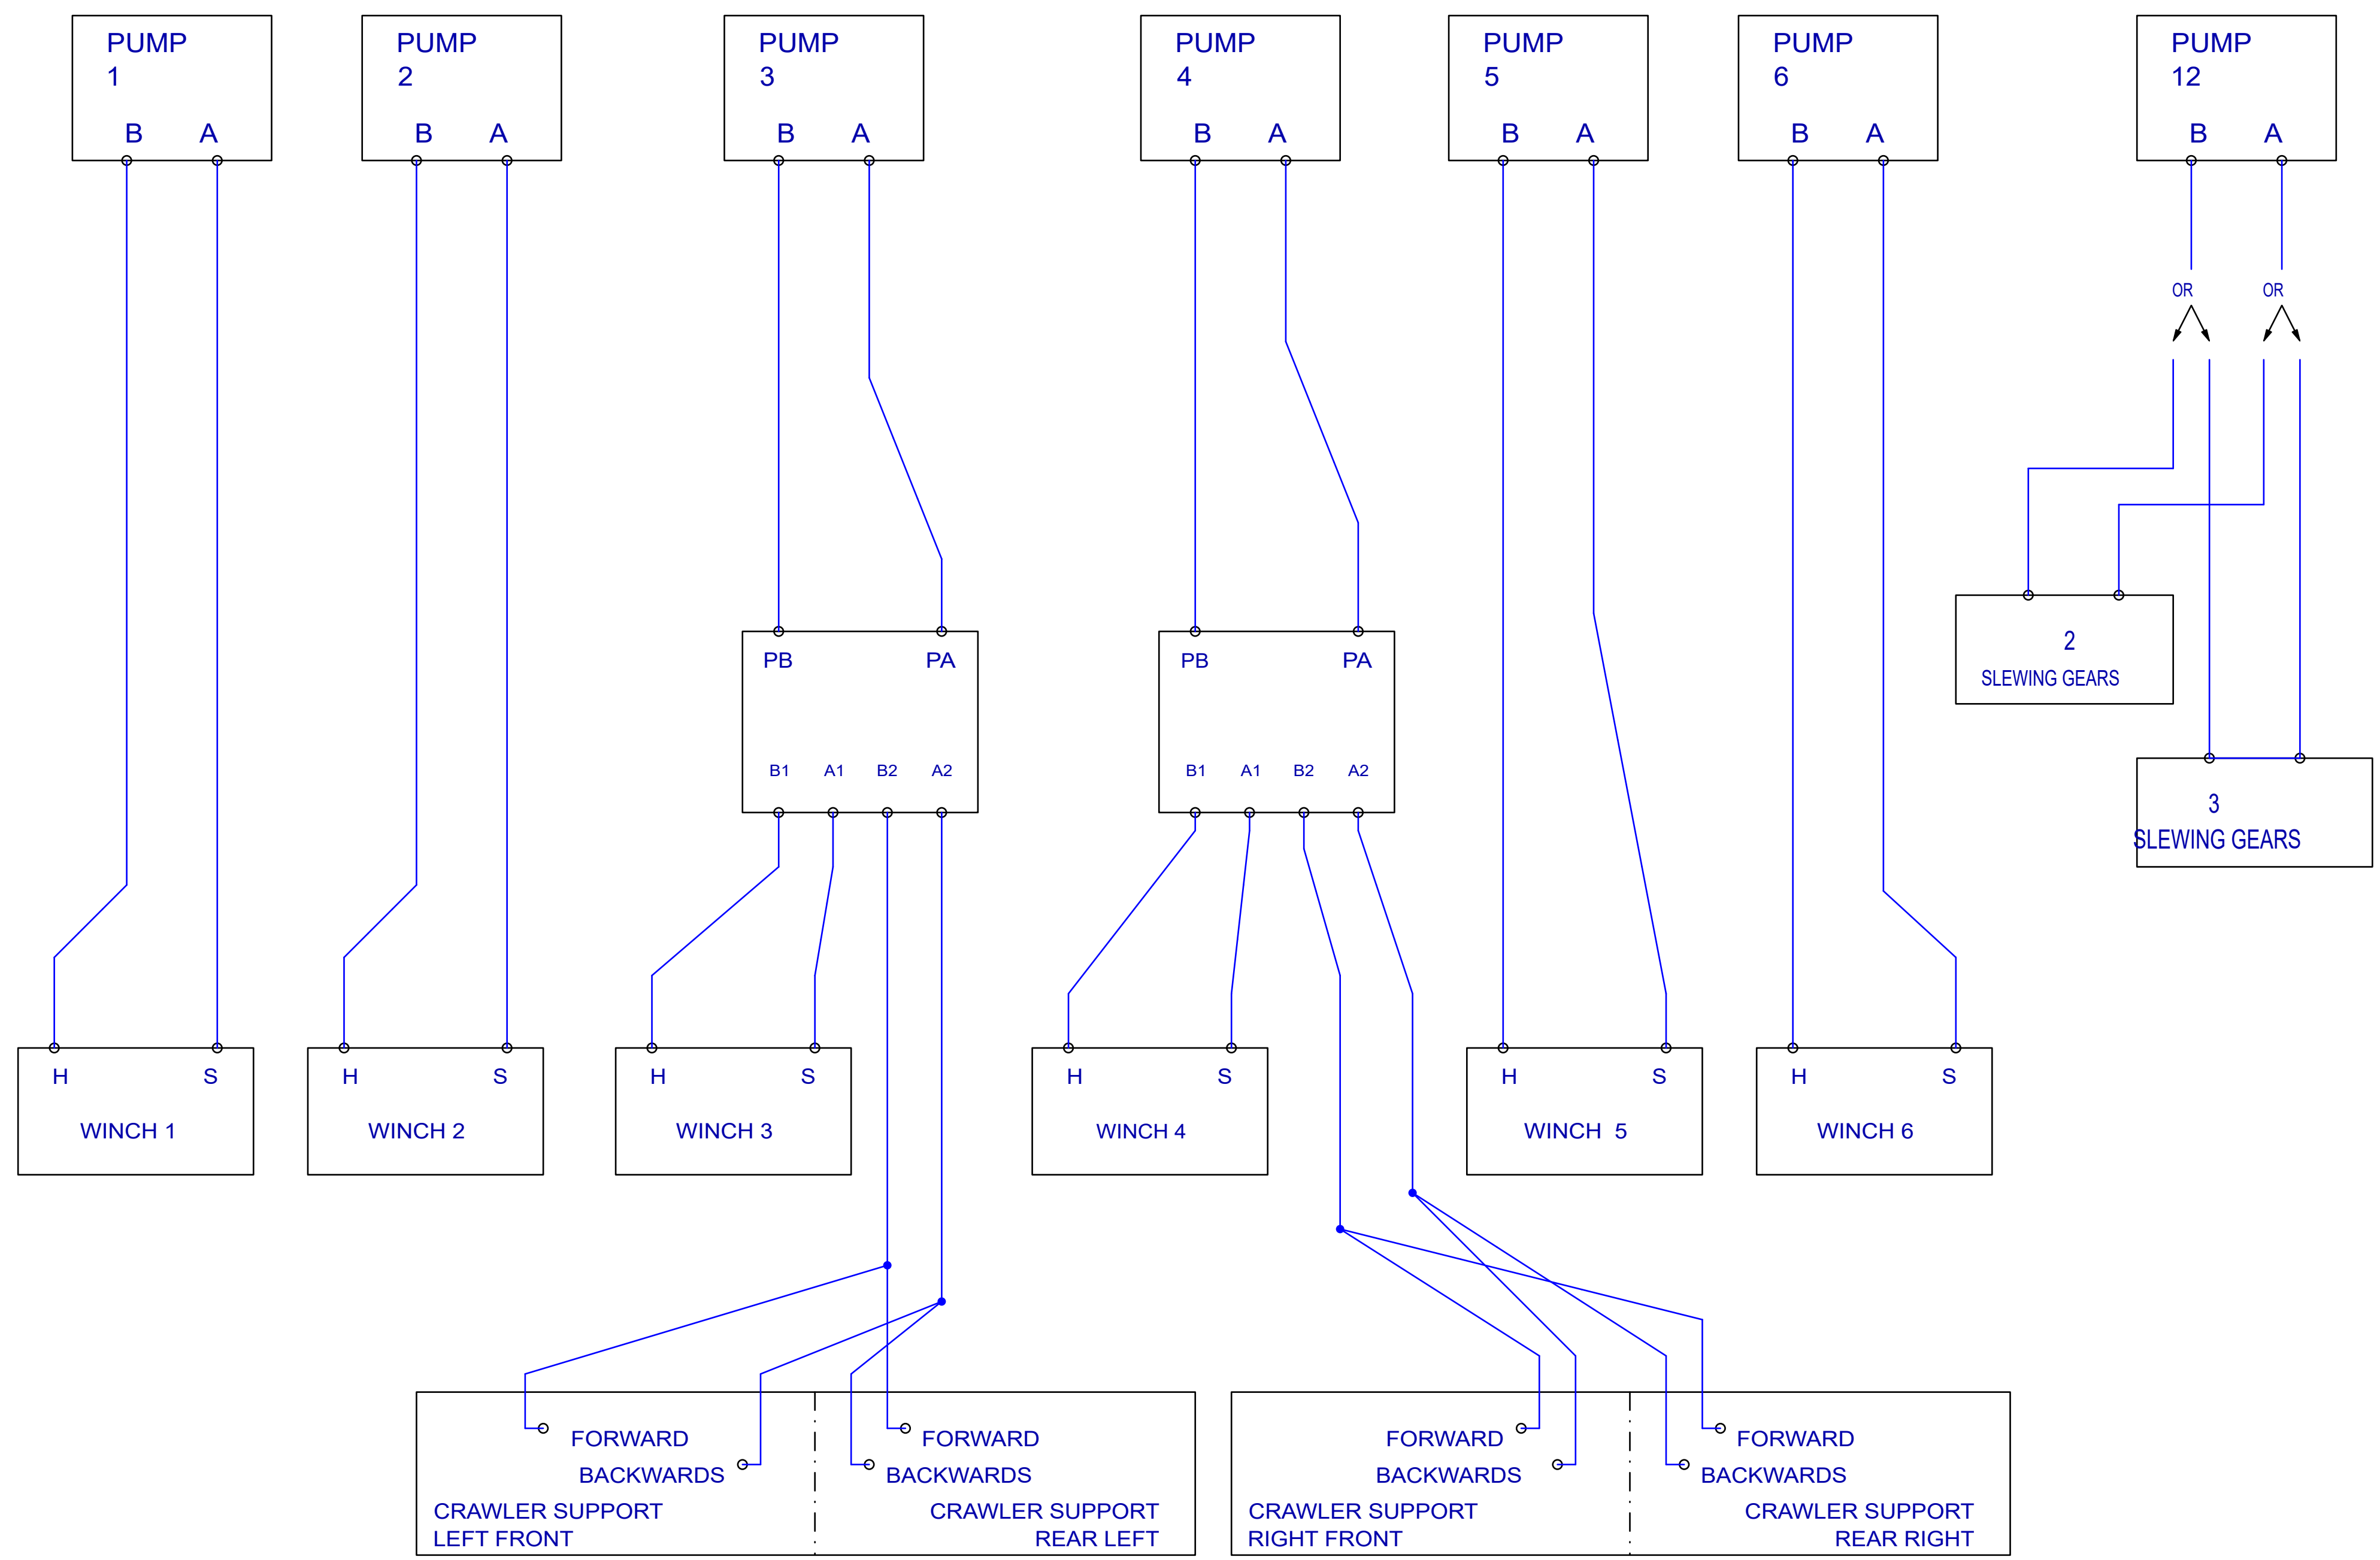 PUMP
1
B A
PUMP
2
B A
PUMP
3
B A
PUMP
4
B A
PUMP
5
B A
PUMP
6
B A
PUMP
12
B A
OR OR
PB PA
B1 A1 B2 A2
PB PA
B1 A1 B2 A2
2
SLEWING GEARS
3
SLEWING GEARS
H S
WINCH 1
H S
WINCH 2
H S
WINCH 3
H S
WINCH 4
H S
WINCH 5
H S
WINCH 6
FORWARD
BACKWARDS
CRAWLER SUPPORT
LEFT FRONT
FORWARD
BACKWARDS
CRAWLER SUPPORT
REAR LEFT
FORWARD
BACKWARDS
CRAWLER SUPPORT
RIGHT FRONT
FORWARD
BACKWARDS
CRAWLER SUPPORT
REAR RIGHT